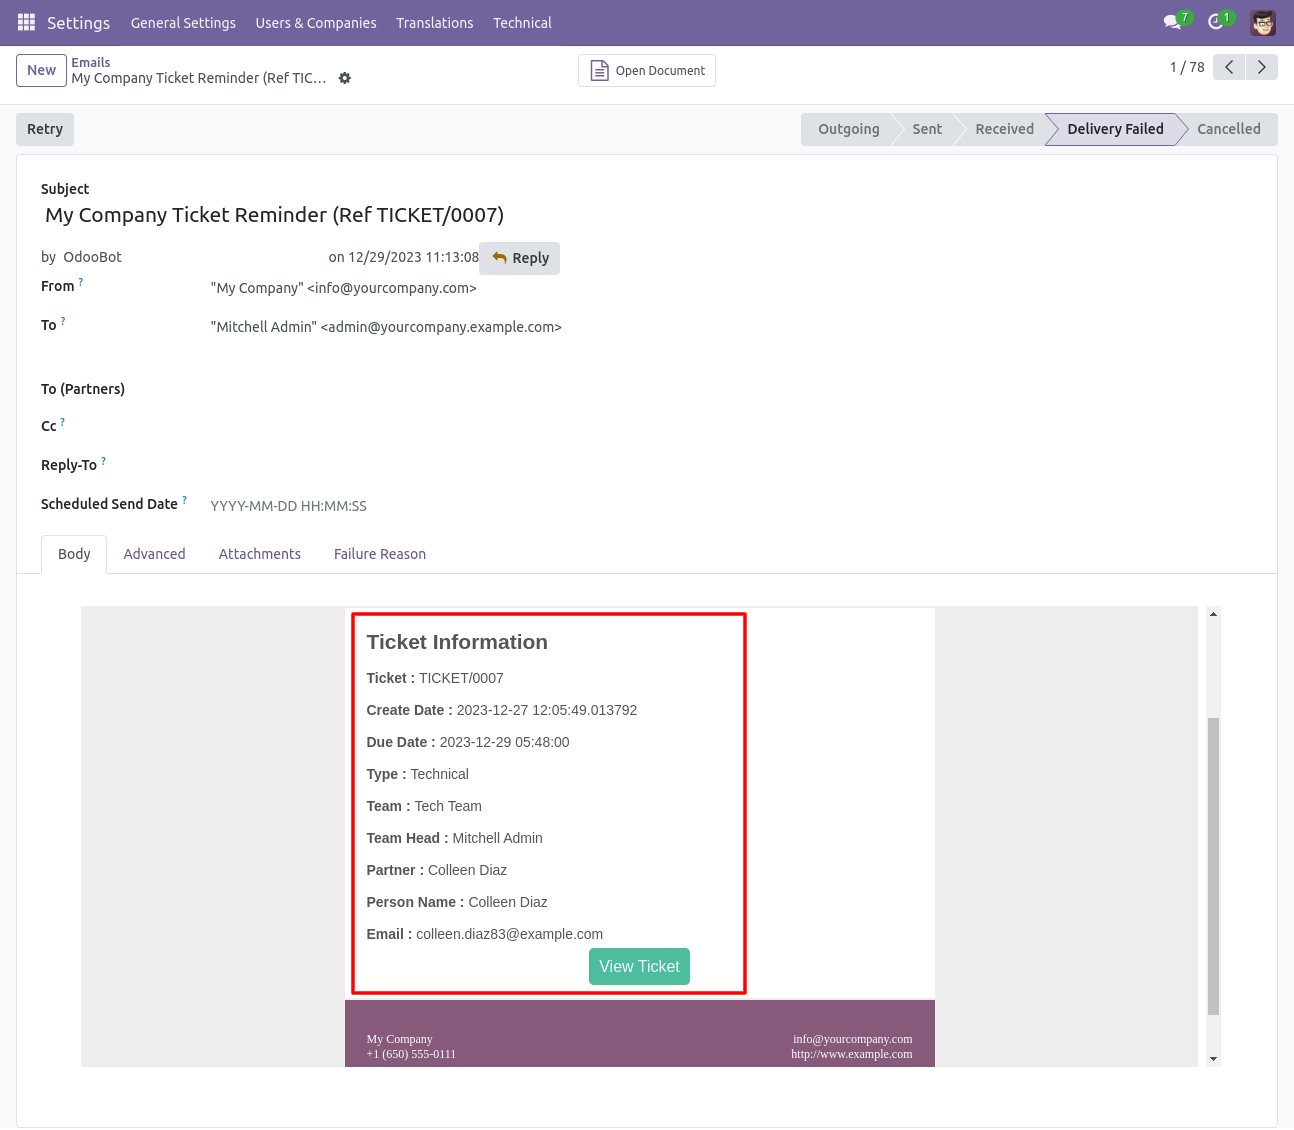 Settings General Settings Users & Companies Translations Technical 7 1
New Emails
My Company Ticket Reminder (Ref TIC... Open Document 1 / 78
Retry Outgoing Sent Received Delivery Failed Cancelled
Subject
My Company Ticket Reminder (Ref TICKET/0007)
by OdooBot on 12/29/2023 11:13:08 Reply
From ? "My Company" <info@yourcompany.com>
To ? "Mitchell Admin" <admin@yourcompany.example.com>
To (Partners)
Cc ?
Reply-To ?
Scheduled Send Date ? YYYY-MM-DD HH:MM:SS
Body Advanced Attachments Failure Reason
Ticket Information
Ticket : TICKET/0007
Create Date : 2023-12-27 12:05:49.013792
Due Date : 2023-12-29 05:48:00
Type : Technical
Team : Tech Team
Team Head : Mitchell Admin
Partner : Colleen Diaz
Person Name : Colleen Diaz
Email : colleen.diaz83@example.com
View Ticket
My Company info@yourcompany.com
+1 (650) 555-0111 http://www.example.com